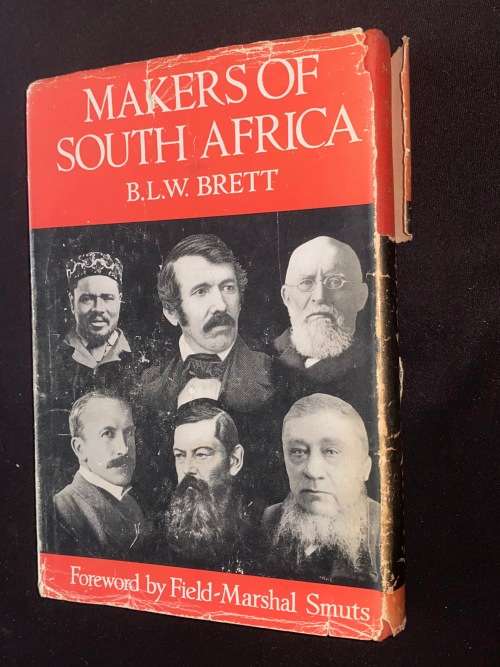 MAKERS OF
SOUTH AFRICA
B.L.W. BRETT
Foreword by Field-Marshal Smuts